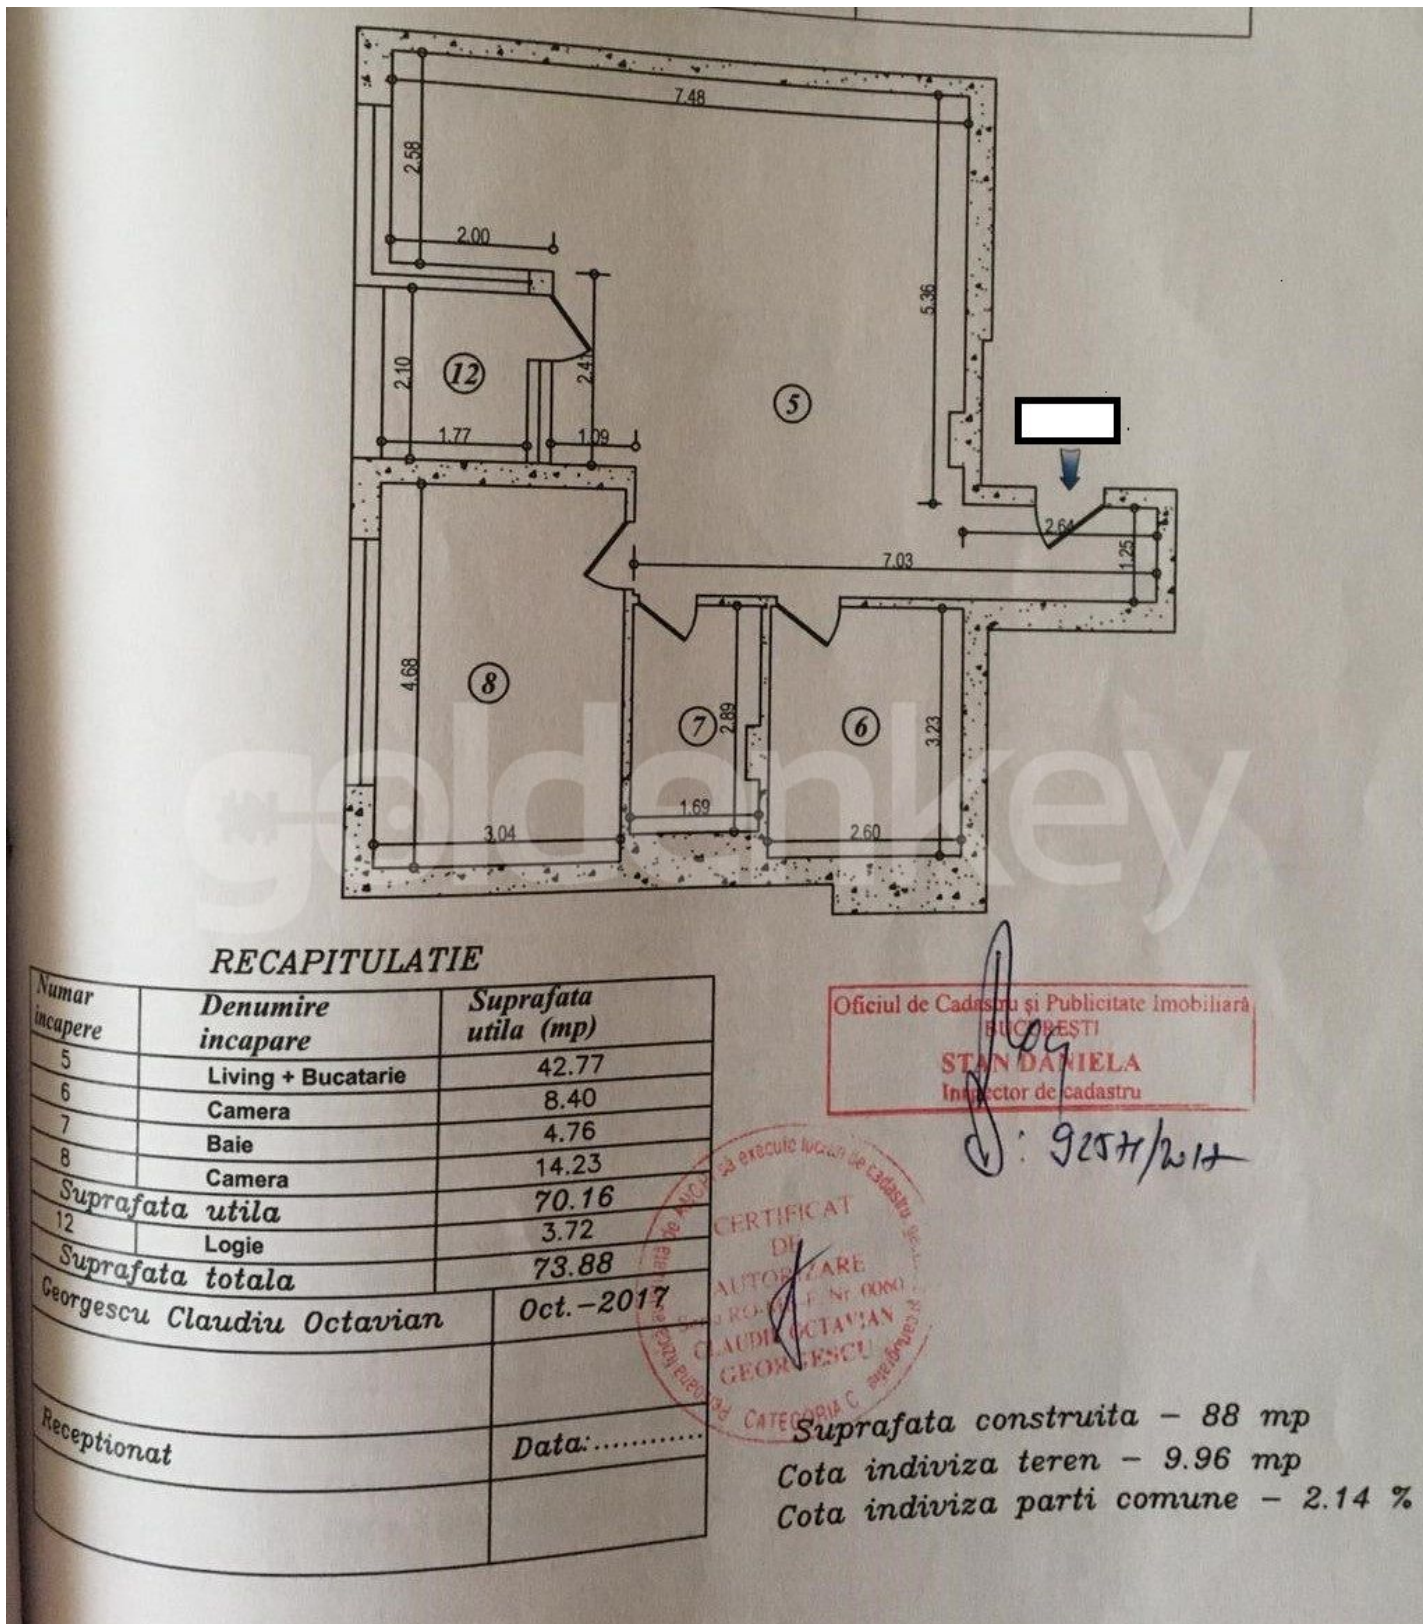 7.48
2.58
2.00
5.36
2.10
2.41
12
5
1.77
1.09
2.64
7.03
1.25
4.68
8
7
2.89
6
3.23
1.69
3.04
2.60
goldenkey
RECAPITULATIE
Numar incapere Denumire incapare Suprafata utila (mp)
5 Living + Bucatarie 42.77
6 Camera 8.40
7 Baie 4.76
8 Camera 14.23
Suprafata utila 70.16
12 Logie 3.72
Suprafata totala 73.88
Georgescu Claudiu Octavian Oct.-2017
Receptionat Data:............
Oficiul de Cadastru și Publicitate Imobiliară
BUCUREȘTI
STAN DANIELA
Inspector de cadastru
CERTIFICAT
DE
AUTORIZARE
Nr 0060
CLAUDIU OCTAVIAN
GEORGESCU
CATEGORIA C
Suprafata construita - 88 mp
Cota indiviza teren - 9.96 mp
Cota indiviza parti comune - 2.14 %